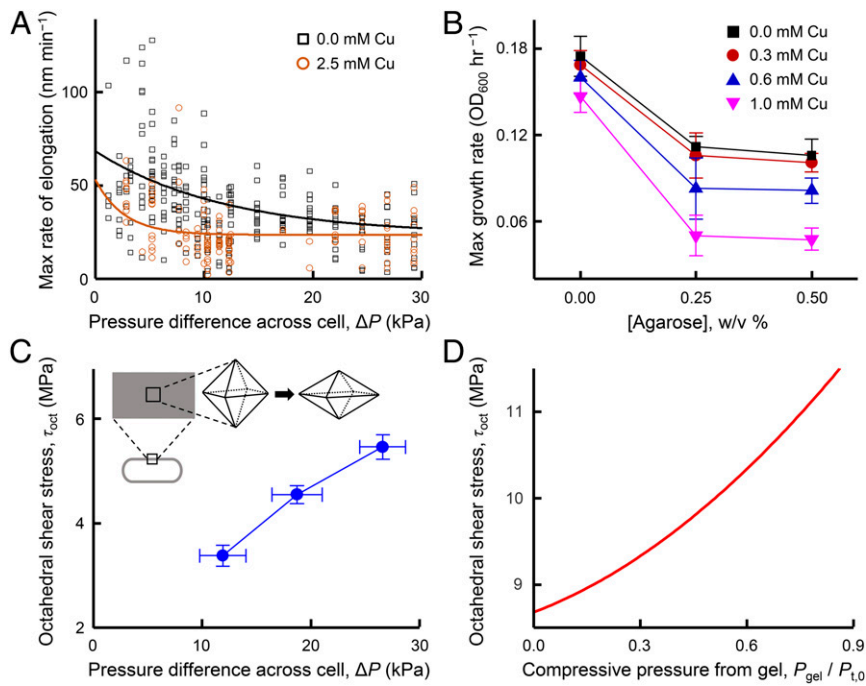 A
Max rate of elongation (nm min⁻¹)
100
50
0
0
10
20
30
0.0 mM Cu
2.5 mM Cu
Pressure difference across cell, ΔP (kPa)
B
Max growth rate (OD₆₀₀ hr⁻¹)
0.18
0.12
0.06
0.00
0.25
0.50
0.0 mM Cu
0.3 mM Cu
0.6 mM Cu
1.0 mM Cu
[Agarose], w/v %
C
Octahedral shear stress, τ_oct (MPa)
6
4
2
0
10
20
30
Pressure difference across cell, ΔP (kPa)
D
Octahedral shear stress, τ_oct (MPa)
11
10
9
0.0
0.3
0.6
0.9
Compressive pressure from gel, P_gel / P_t,0